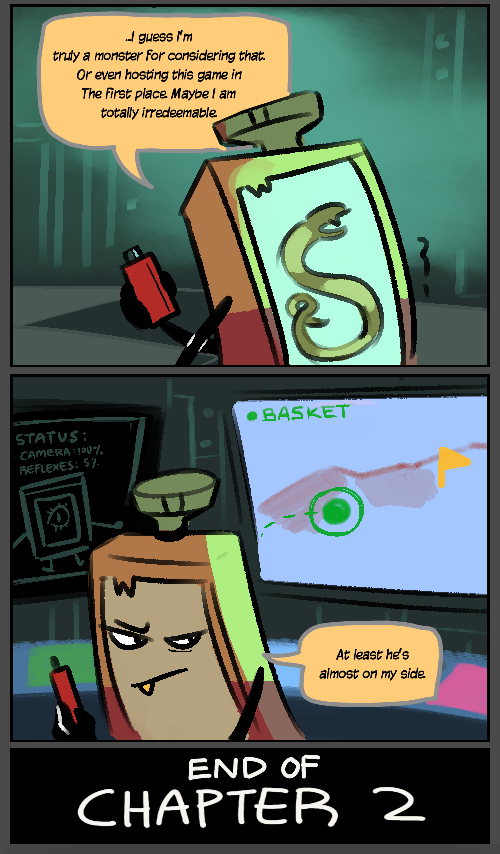 ...I guess I'm
truly a monster for considering that.
Or even hosting this game in
The first place. Maybe I am
totally irredeemable.
STATUS:
CAMERA:100%
REFLEXES: 5%
BASKET
At least he's
almost on my side.
END OF
CHAPTER 2